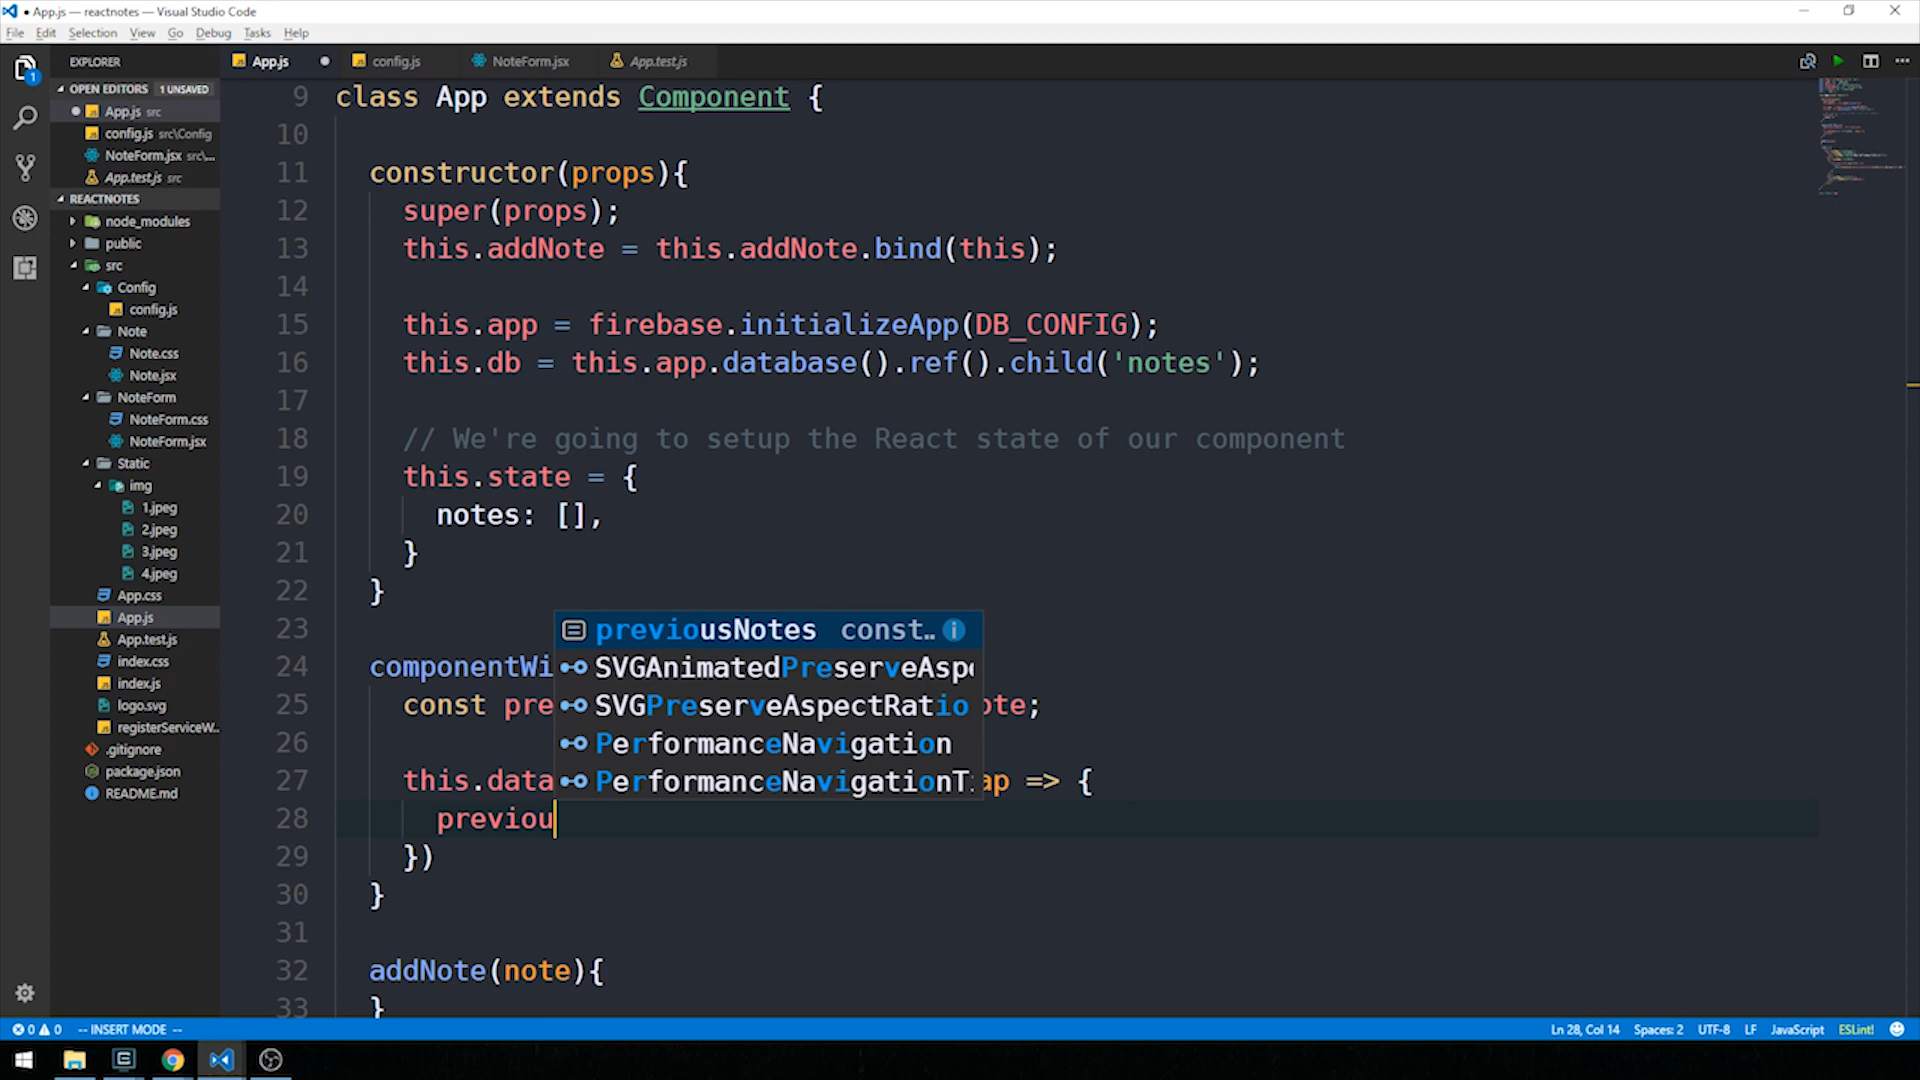 ● App.js — reactnotes — Visual Studio Code
File Edit Selection View Go Debug Tasks Help
EXPLORER
App.js
config.js
NoteForm.jsx
App.test.js
1
OPEN EDITORS 1 UNSAVED
App.js src
config.js src\Config
NoteForm.jsx src\...
App.test.js src
REACTNOTES
node_modules
public
src
Config
config.js
Note
Note.css
Note.jsx
NoteForm
NoteForm.css
NoteForm.jsx
Static
img
1.jpeg
2.jpeg
3.jpeg
4.jpeg
App.css
App.js
App.test.js
index.css
index.js
logo.svg
registerServiceW...
.gitignore
package.json
README.md
9 class App extends Component {
10
11 constructor(props){
12 super(props);
13 this.addNote = this.addNote.bind(this);
14
15 this.app = firebase.initializeApp(DB_CONFIG);
16 this.db = this.app.database().ref().child('notes');
17
18 // We're going to setup the React state of our component
19 this.state = {
20 notes: [],
21 }
22 }
23
previousNotes const…
24 componentWi
SVGAnimatedPreserveAspe
25 const pre
SVGPreserveAspectRatio
ote;
26
PerformanceNavigation
27 this.data
PerformanceNavigationT
ap => {
28 previou
29 })
30 }
31
32 addNote(note){
33 }
0 0 -- INSERT MODE --
Ln 28, Col 14 Spaces: 2 UTF-8 LF JavaScript ESLint!